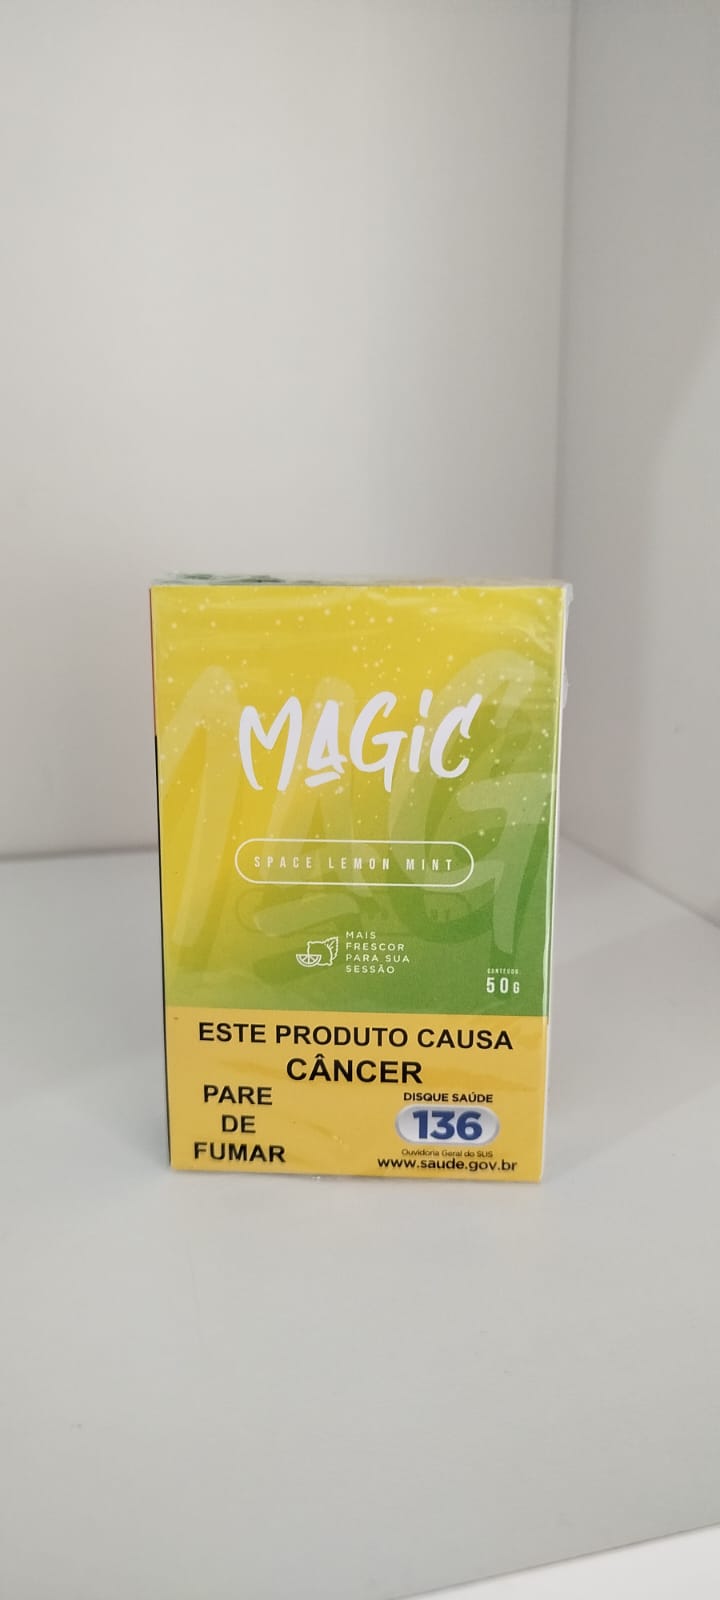 MAGIC
SPACE LEMON MINT
MAIS
FRESCOR
PARA SUA
SESSÃO
CONTEÚDO
50G
ESTE PRODUTO CAUSA
CÂNCER
PARE
DE
FUMAR
DISQUE SAÚDE
136
Ouvidoria Geral do SUS
www.saude.gov.br